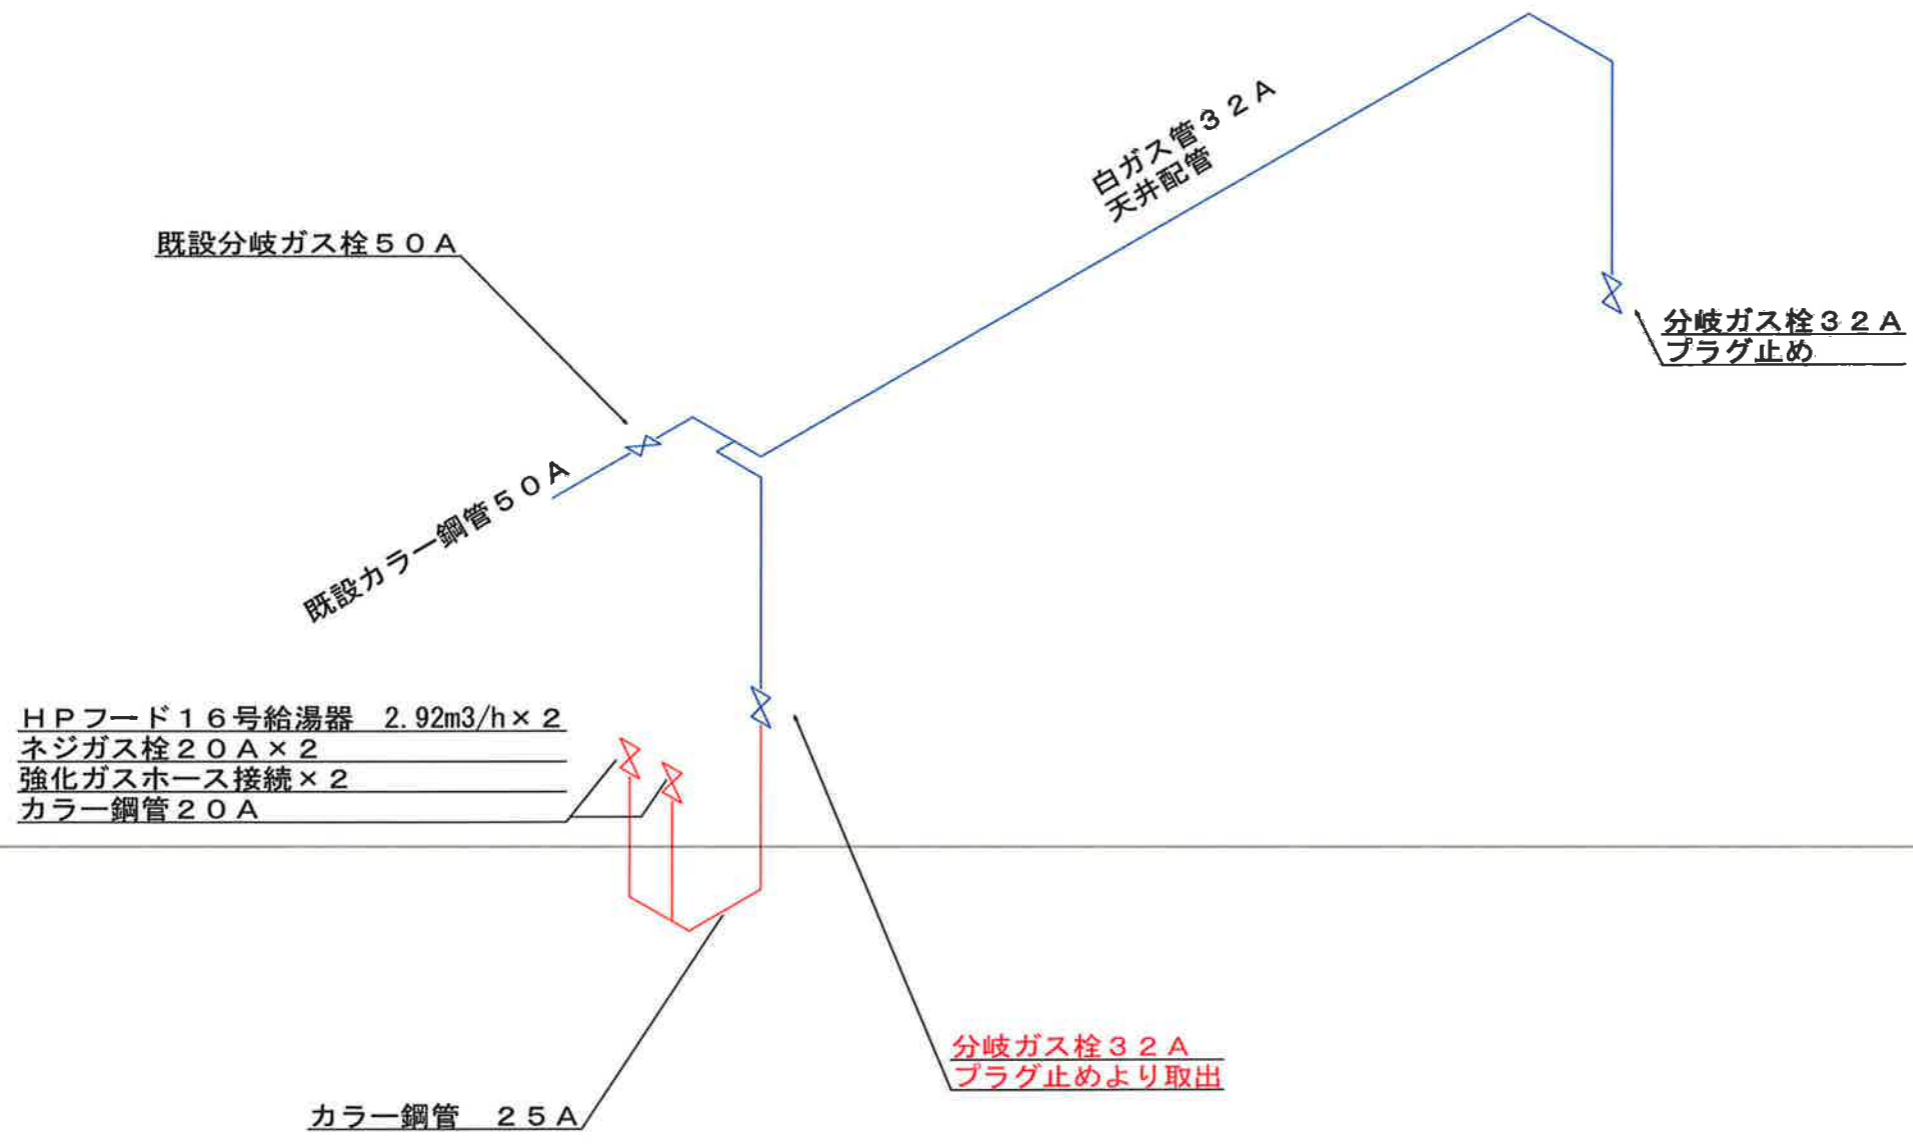 白ガス管３２Ａ
天井配管
既設分岐ガス栓５０Ａ
分岐ガス栓３２Ａ
プラグ止め
既設カラー鋼管５０Ａ
ＨＰフード１６号給湯器　2.92m3/h×２
ネジガス栓２０Ａ×２
強化ガスホース接続×２
カラー鋼管２０Ａ
分岐ガス栓３２Ａ
プラグ止めより取出
カラー鋼管　２５Ａ